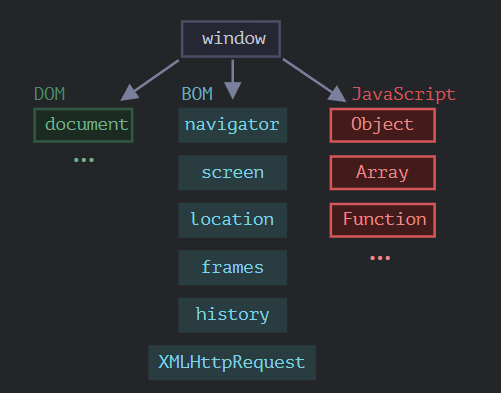 window
DOM
BOM
JavaScript
document
navigator
Object
...
screen
Array
location
Function
frames
...
history
XMLHttpRequest